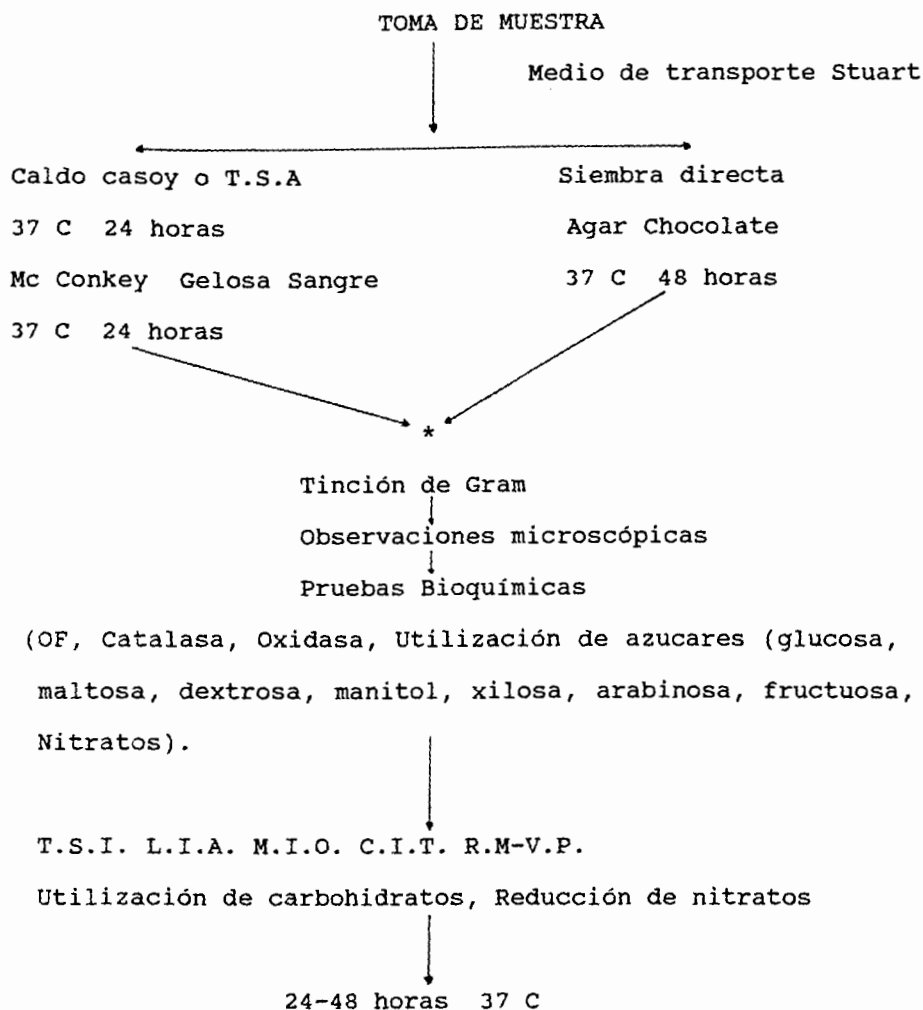 TOMA DE MUESTRA
Medio de transporte Stuart
Caldo casoy o T.S.A
37 C 24 horas
Mc Conkey Gelosa Sangre
37 C 24 horas
Siembra directa
Agar Chocolate
37 C 48 horas
*
Tinción de Gram
Observaciones microscópicas
Pruebas Bioquímicas
(OF, Catalasa, Oxidasa, Utilización de azucares (glucosa,
maltosa, dextrosa, manitol, xilosa, arabinosa, fructuosa,
Nitratos).
T.S.I. L.I.A. M.I.O. C.I.T. R.M-V.P.
Utilización de carbohidratos, Reducción de nitratos
24-48 horas 37 C